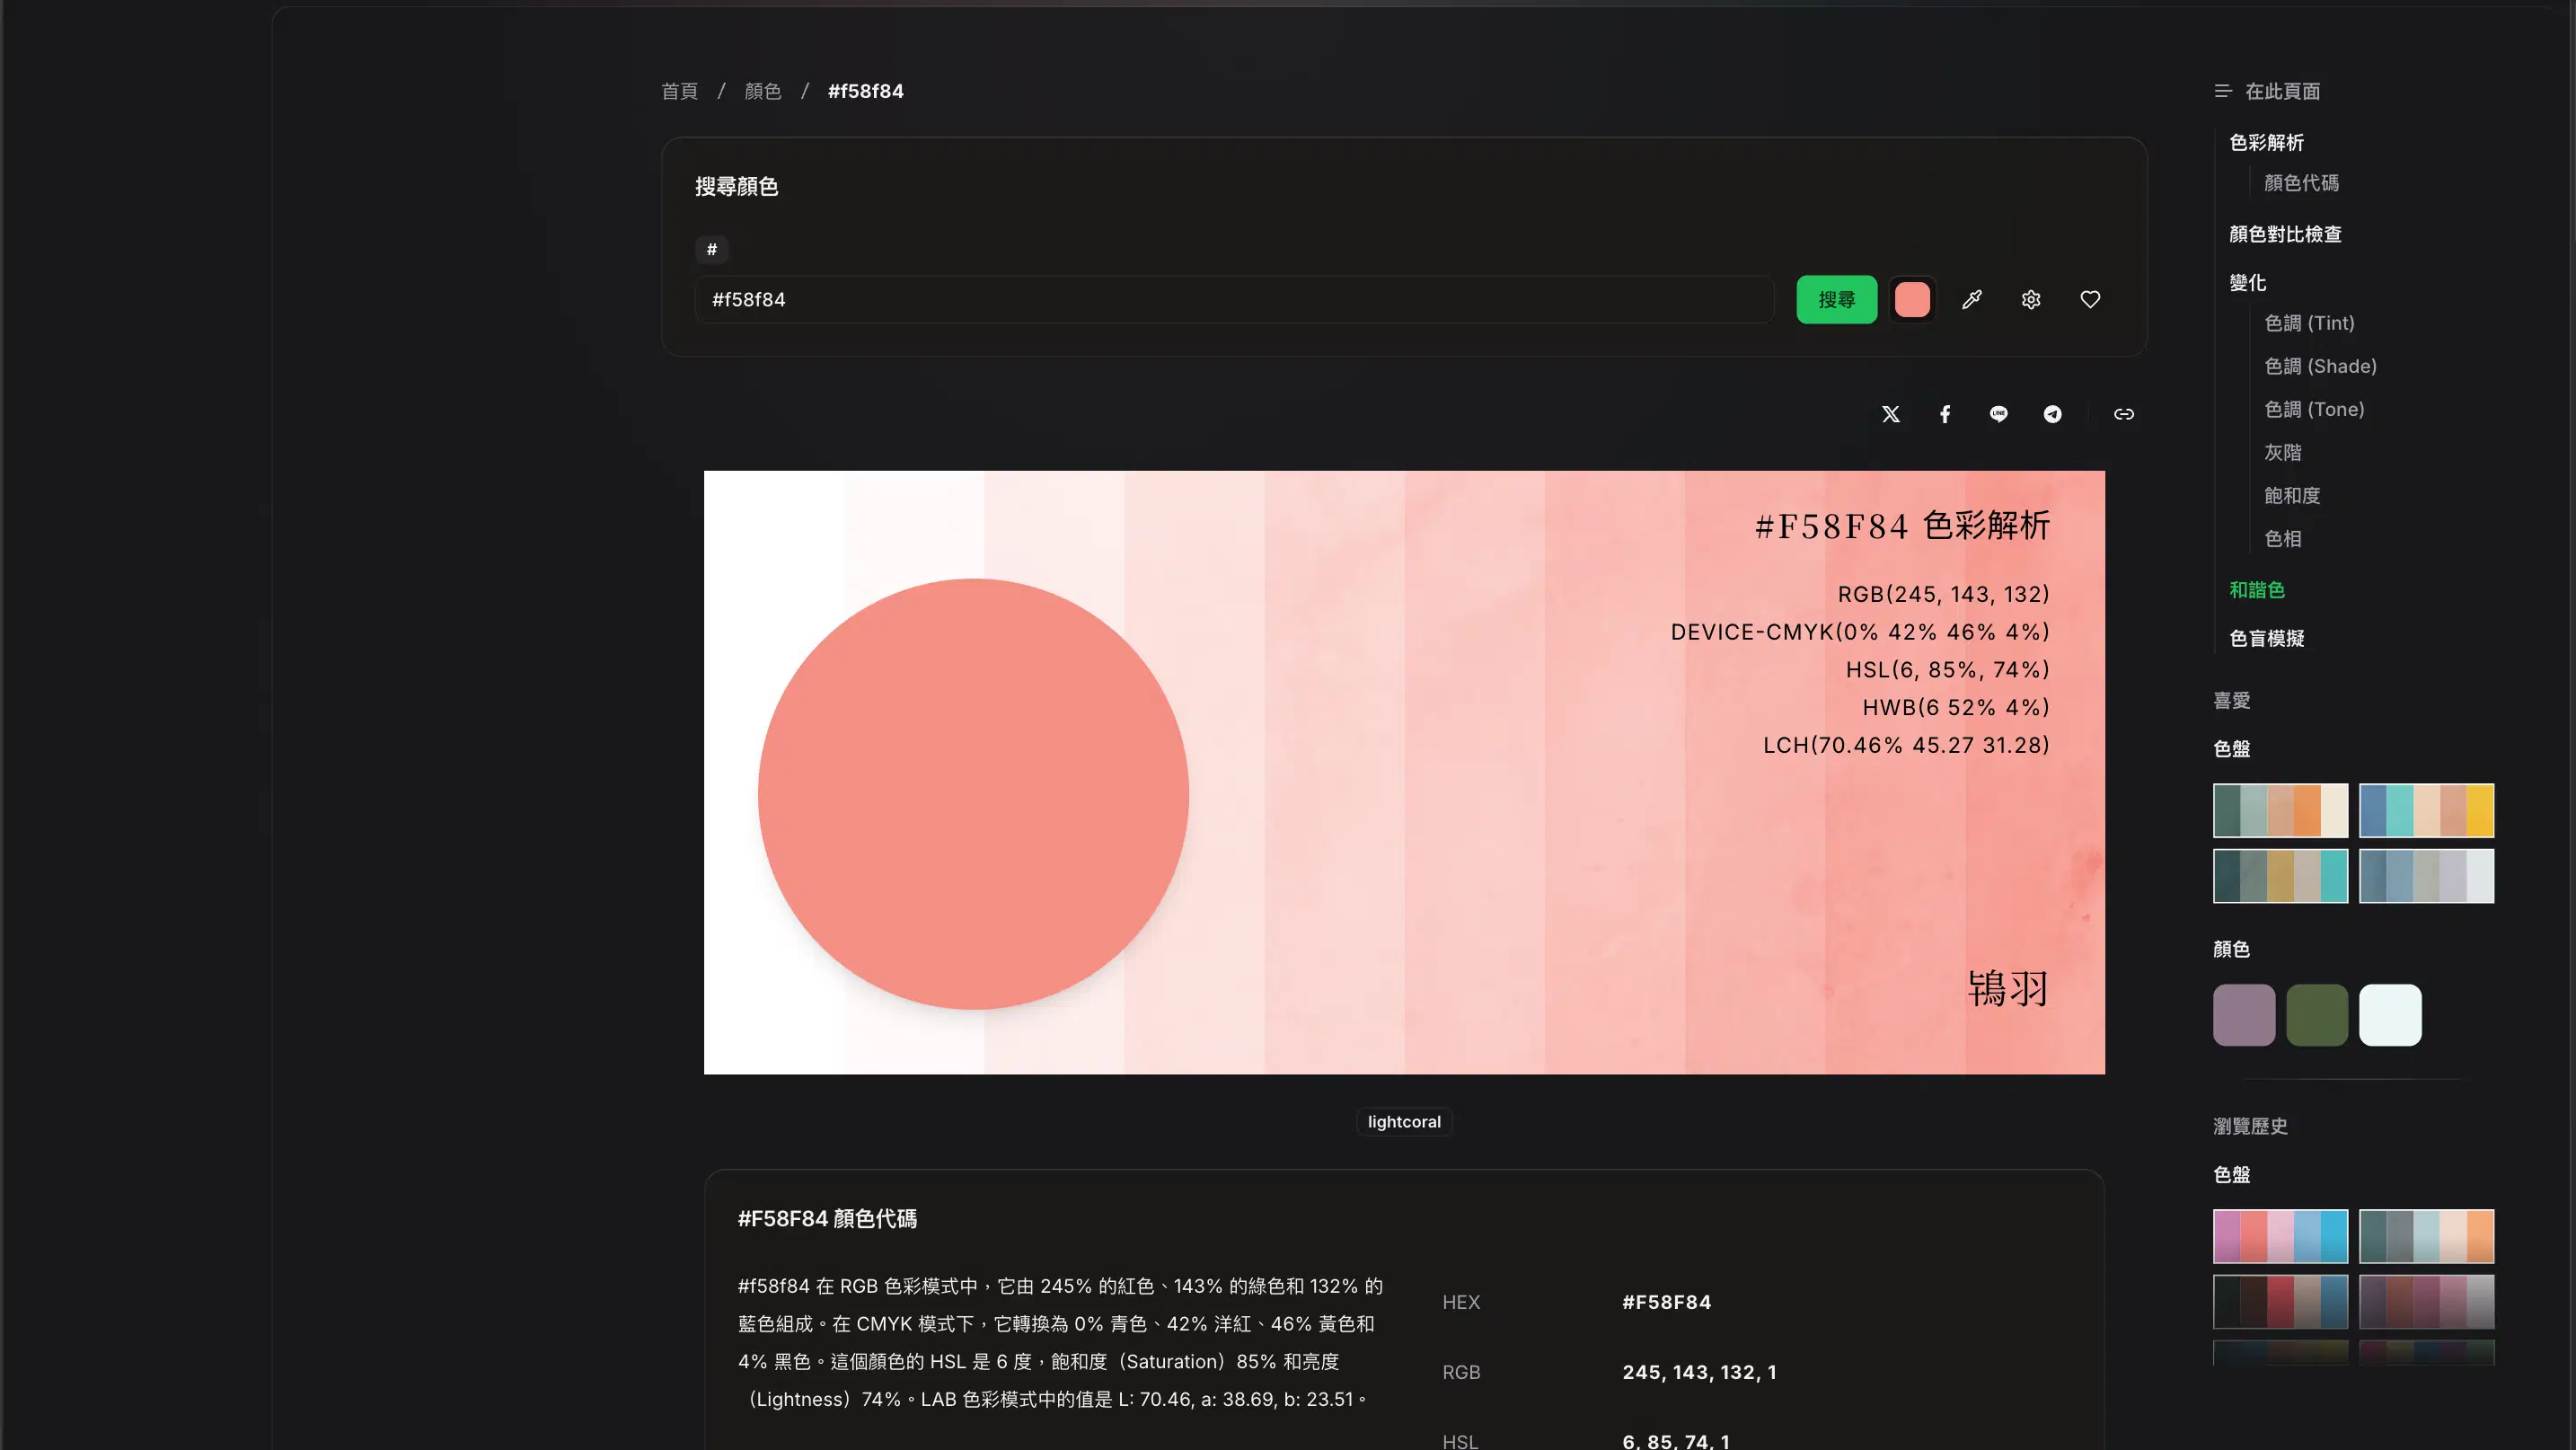 首頁 / 顏色 / #f58f84
搜尋顏色
#
#f58f84
搜尋
LINE
#F58F84 色彩解析
RGB(245, 143, 132)
DEVICE-CMYK(0% 42% 46% 4%)
HSL(6, 85%, 74%)
HWB(6 52% 4%)
LCH(70.46% 45.27 31.28)
鴇羽
lightcoral
#F58F84 顏色代碼
#f58f84 在 RGB 色彩模式中，它由 245% 的紅色、143% 的綠色和 132% 的
藍色組成。在 CMYK 模式下，它轉換為 0% 青色、42% 洋紅、46% 黃色和
4% 黑色。這個顏色的 HSL 是 6 度，飽和度（Saturation）85% 和亮度
（Lightness）74%。LAB 色彩模式中的值是 L: 70.46, a: 38.69, b: 23.51。
HEX #F58F84
RGB 245, 143, 132, 1
HSL 6, 85, 74, 1
在此頁面
色彩解析
顏色代碼
顏色對比檢查
變化
色調 (Tint)
色調 (Shade)
色調 (Tone)
灰階
飽和度
色相
和諧色
色盲模擬
喜愛
色盤
顏色
瀏覽歷史
色盤